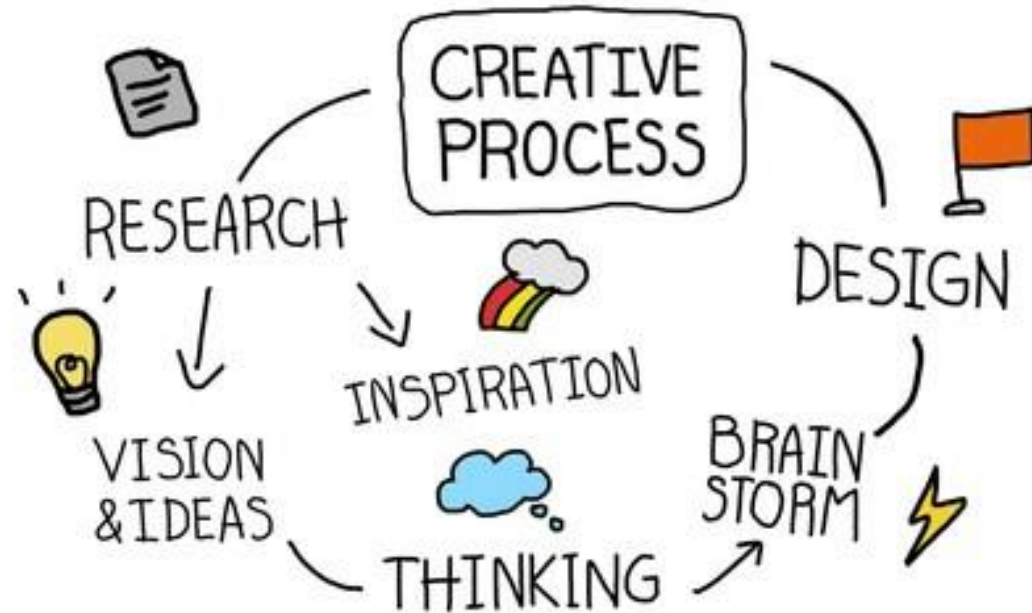 CREATIVE
PROCESS
RESEARCH
DESIGN
INSPIRATION
VISION
&IDEAS
BRAIN
STORM
THINKING